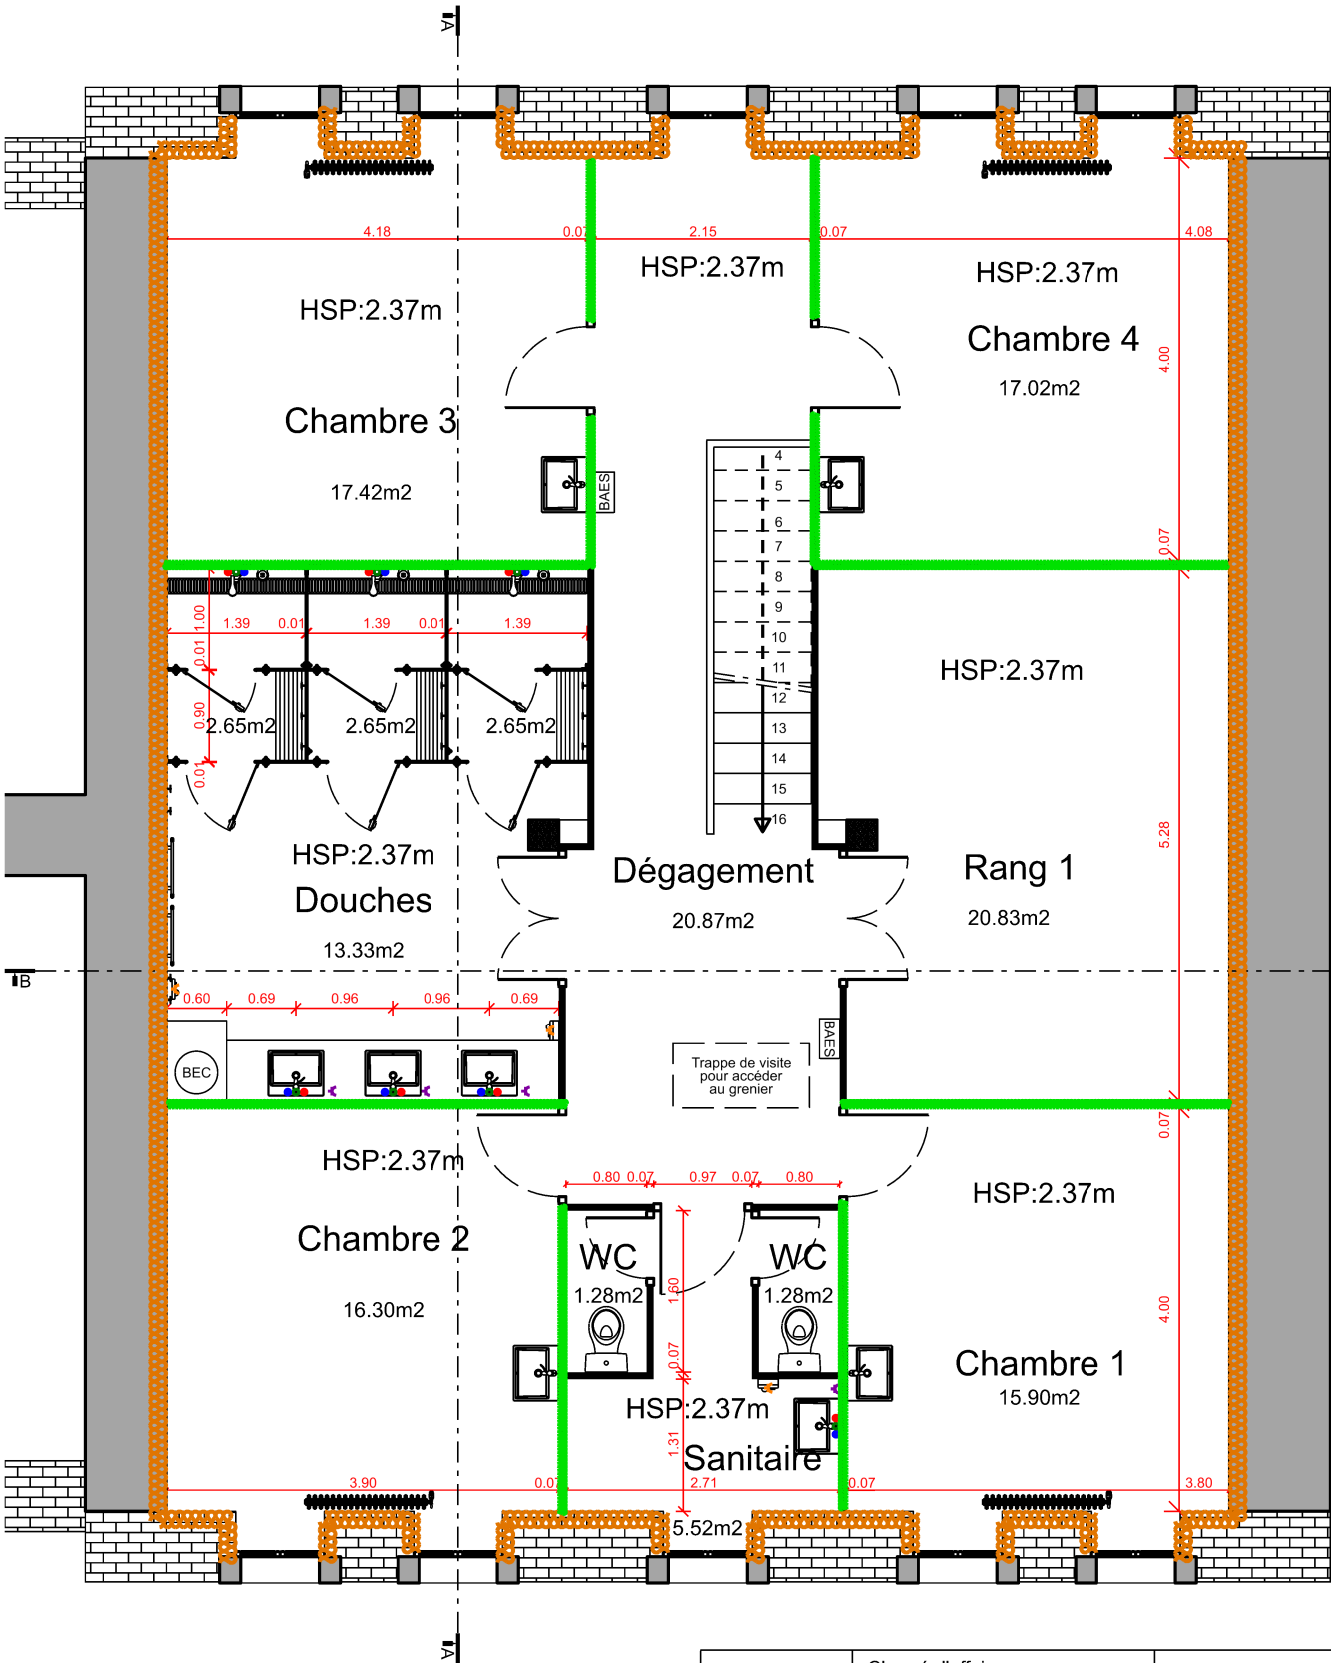 A
4.18
0.07
2.15
0.07
4.08
HSP:2.37m
HSP:2.37m
HSP:2.37m
Chambre 4
17.02m2
4.00
Chambre 3
17.42m2
BAES
4
5
6
7
8
9
10
11
12
13
14
15
16
0.07
1.00
1.39
0.01
1.39
0.01
1.39
0.01
0.90
0.01
2.65m2
2.65m2
2.65m2
HSP:2.37m
5.28
HSP:2.37m
Douches
13.33m2
Dégagement
20.87m2
Rang 1
20.83m2
B
0.60
0.69
0.96
0.96
0.69
BEC
BAES
Trappe de visite
pour accéder
au grenier
0.07
HSP:2.37m
0.80
0.07
0.97
0.07
0.80
HSP:2.37m
Chambre 2
16.30m2
WC
1.28m2
WC
1.28m2
1.60
0.07
4.00
Chambre 1
15.90m2
HSP:2.37m
1.31
Sanitaire
3.90
0.07
2.71
0.07
3.80
5.52m2
A